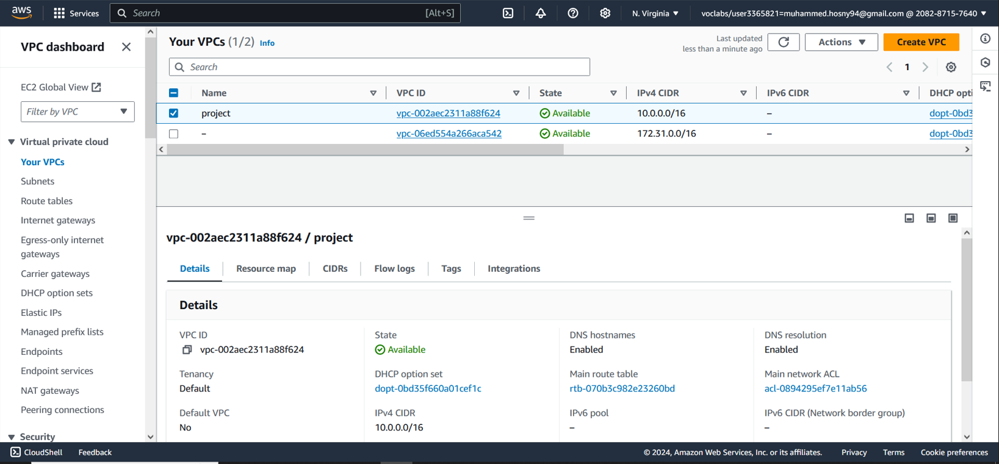 aws
Services
Search
[Alt+S]
N. Virginia
voclabs/user3365821=muhammed.hosny94@gmail.com @ 2082-8715-7640
VPC dashboard
EC2 Global View
Filter by VPC
Virtual private cloud
Your VPCs
Subnets
Route tables
Internet gateways
Egress-only internet
gateways
Carrier gateways
DHCP option sets
Elastic IPs
Managed prefix lists
Endpoints
Endpoint services
NAT gateways
Peering connections
Security
Your VPCs (1/2) Info
Last updated
less than a minute ago
Actions
Create VPC
Search
1
Name VPC ID State IPv4 CIDR IPv6 CIDR DHCP opti
project vpc-002aec2311a88f624 Available 10.0.0.0/16 – dopt-0bd3
– vpc-06ed554a266aca542 Available 172.31.0.0/16 – dopt-0bd3
vpc-002aec2311a88f624 / project
Details Resource map CIDRs Flow logs Tags Integrations
Details
VPC ID State DNS hostnames DNS resolution
vpc-002aec2311a88f624 Available Enabled Enabled
Tenancy DHCP option set Main route table Main network ACL
Default dopt-0bd35f660a01cef1c rtb-070b3c982e23260bd acl-0894295ef7e11ab56
Default VPC IPv4 CIDR IPv6 pool IPv6 CIDR (Network border group)
No 10.0.0.0/16 – –
CloudShell Feedback © 2024, Amazon Web Services, Inc. or its affiliates. Privacy Terms Cookie preferences